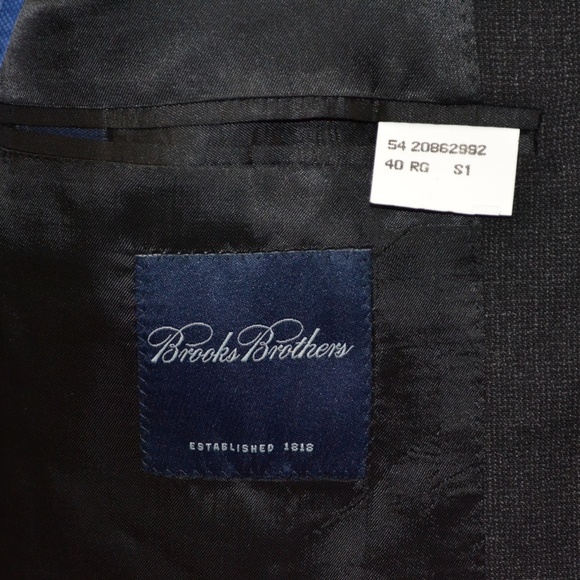 54 20862992
40 RG S1
Brooks Brothers
ESTABLISHED 1818